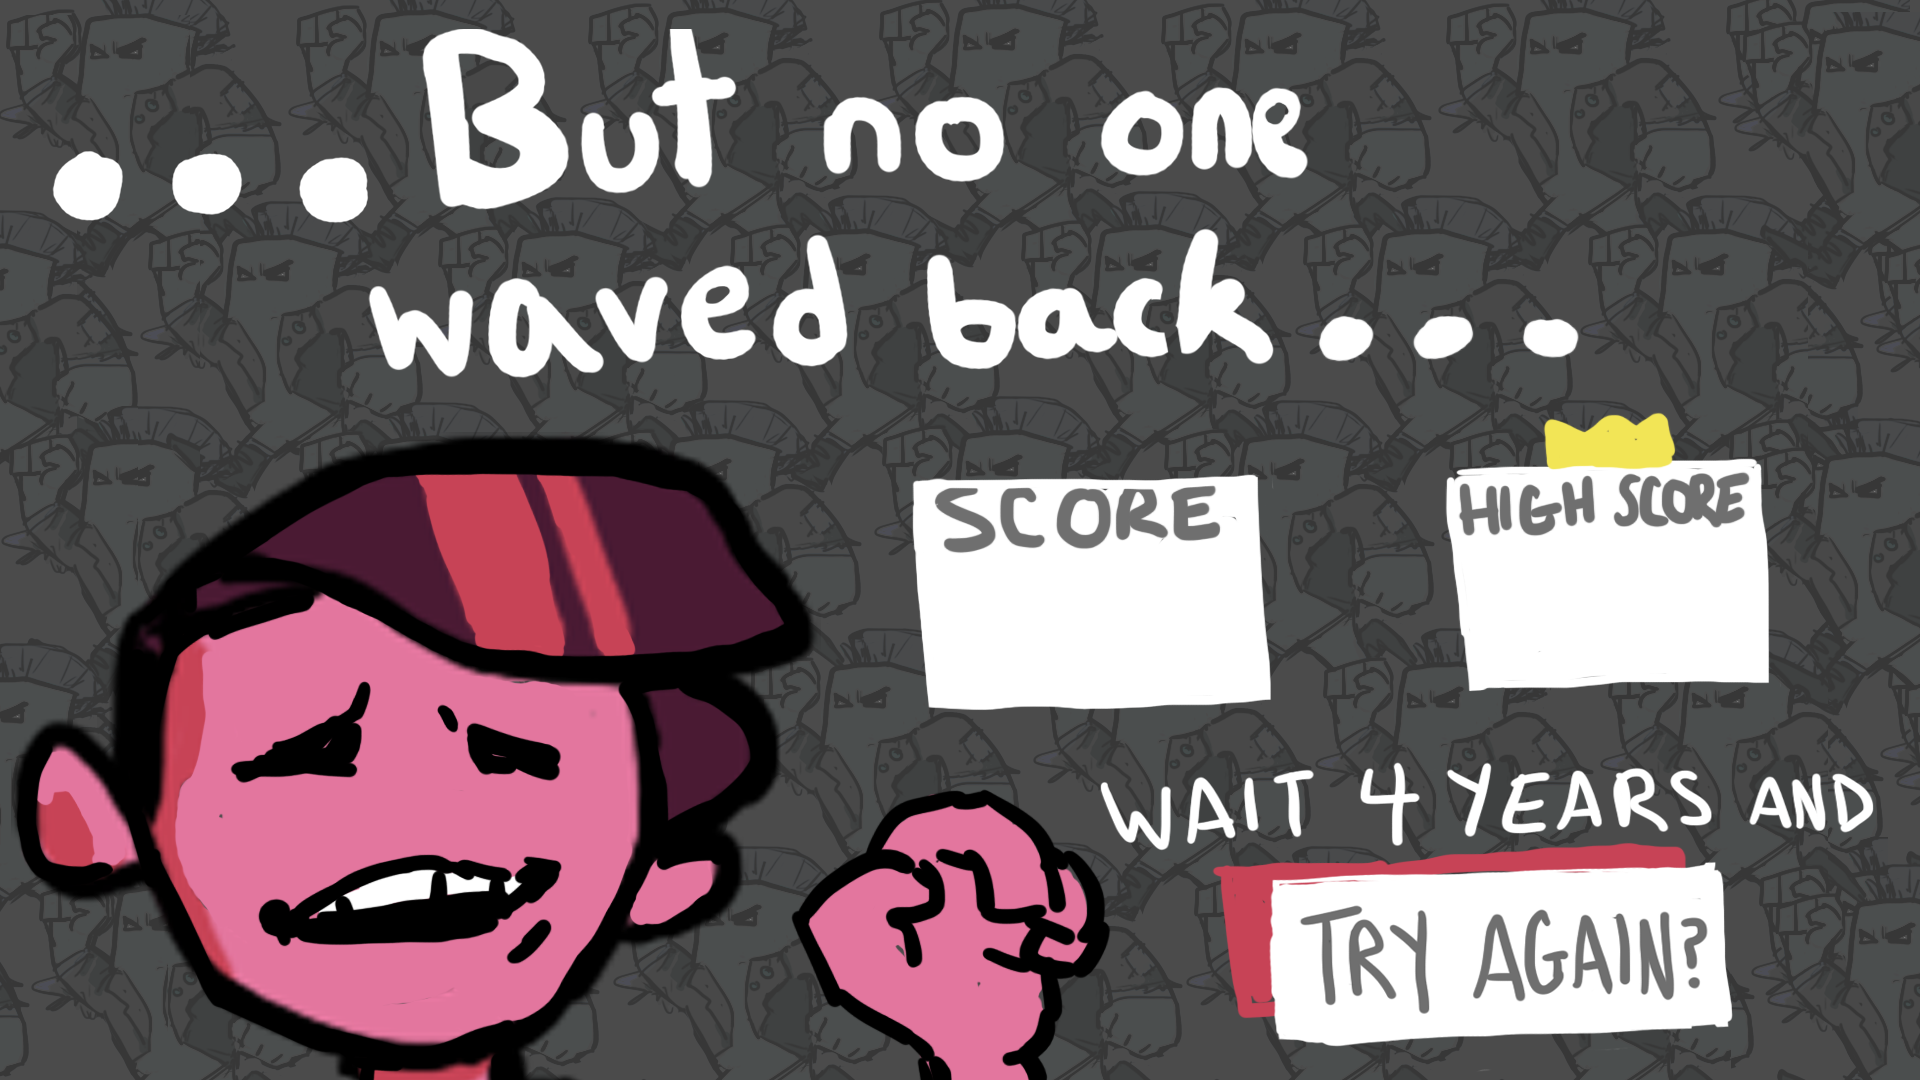 ...But no one
waved back...
SCORE
HIGH SCORE
WAIT 4 YEARS AND
TRY AGAIN?